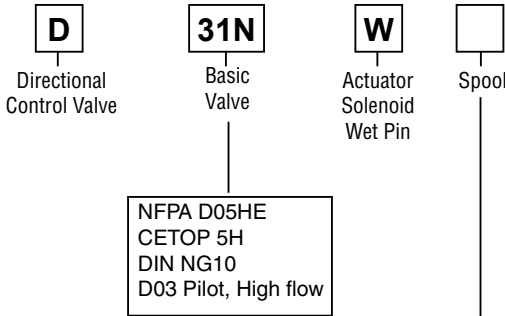 D
31N
W
Directional
Control Valve
Basic
Valve
Actuator
Solenoid
Wet Pin
Spool
NFPA D05HE
CETOP 5H
DIN NG10
D03 Pilot, High flow